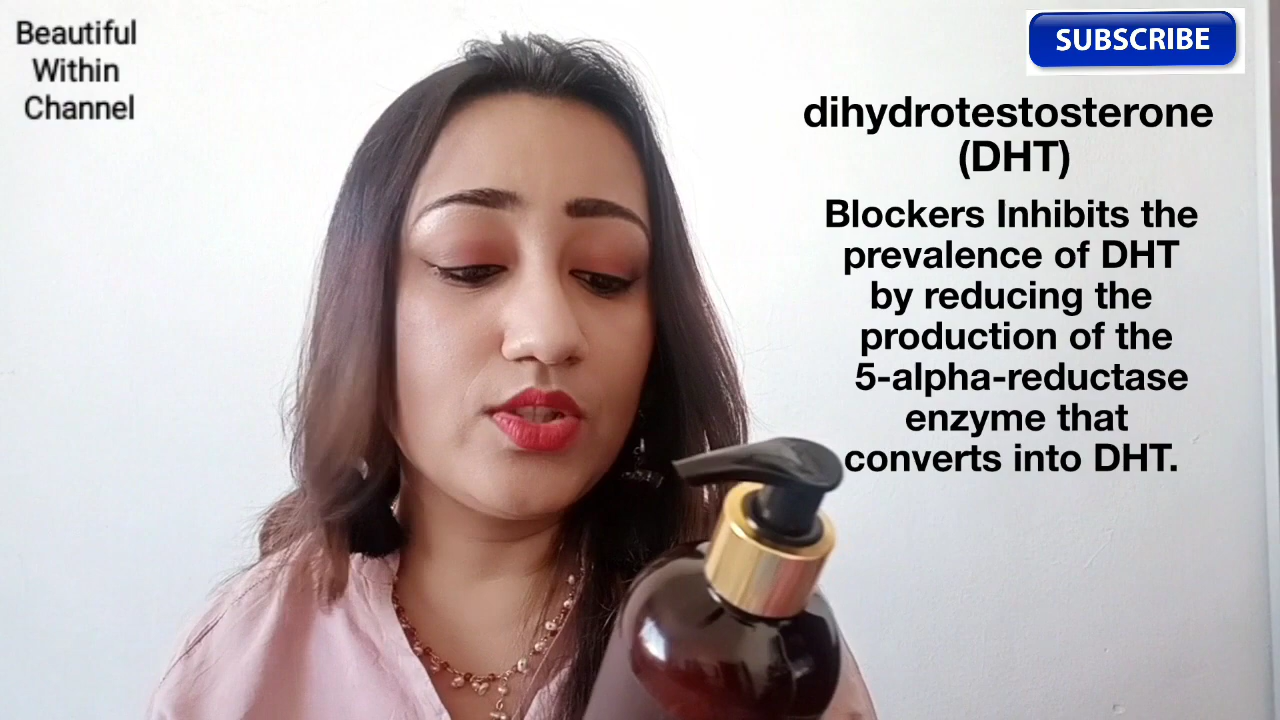 Beautiful
Within
Channel
SUBSCRIBE
dihydrotestosterone
(DHT)
Blockers Inhibits the
prevalence of DHT
by reducing the
production of the
5-alpha-reductase
enzyme that
converts into DHT.